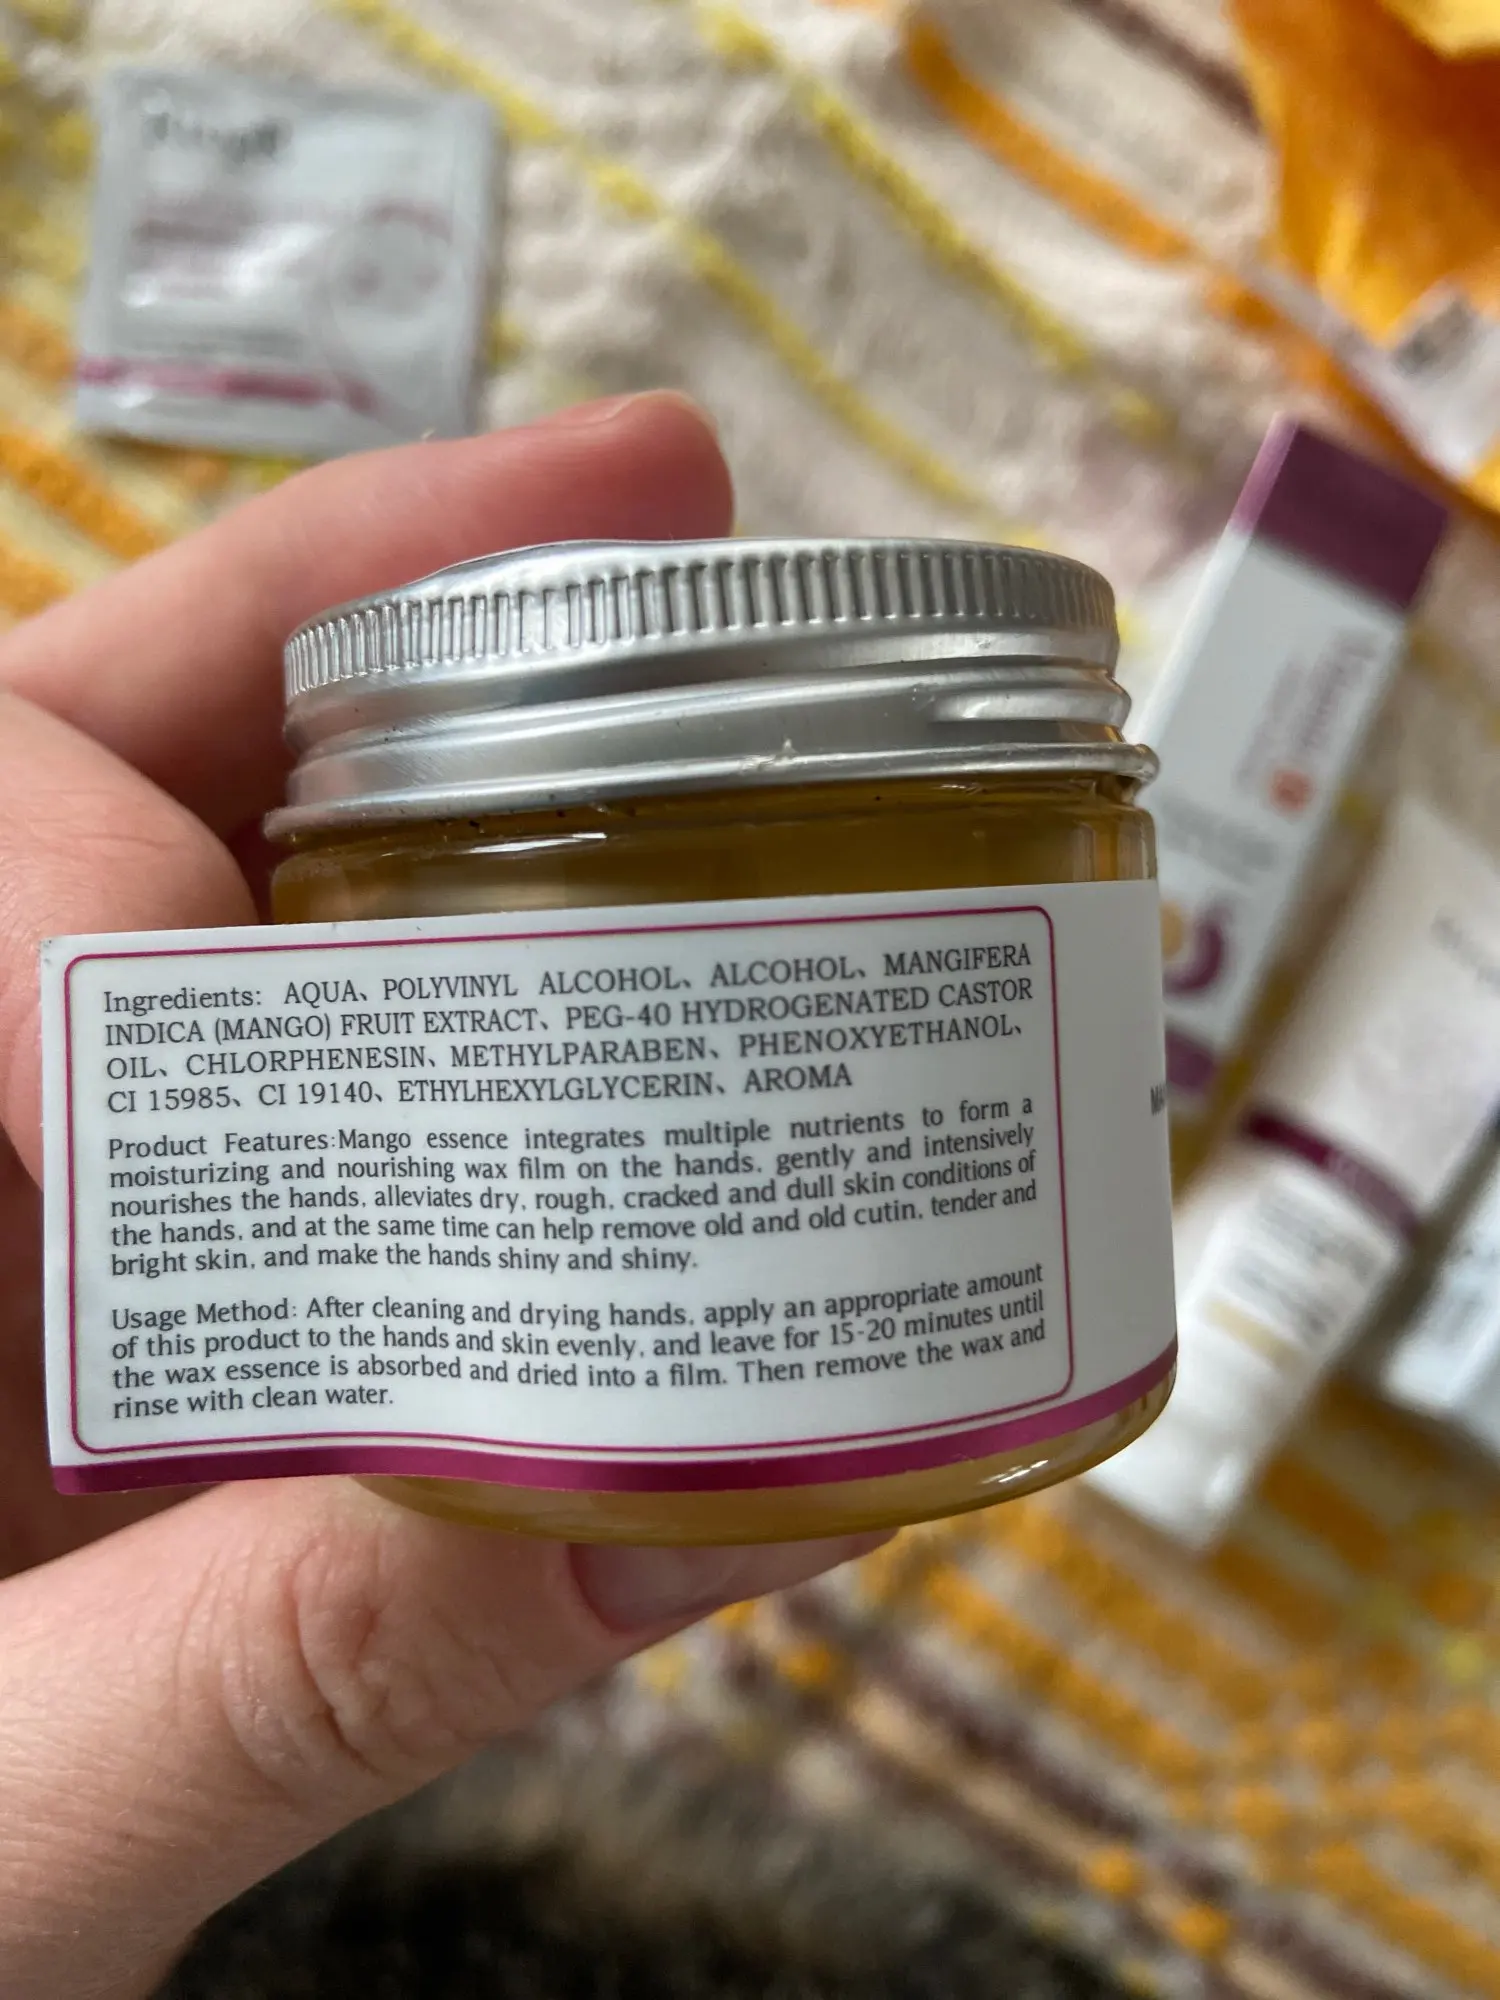 Ingredients: AQUA、POLYVINYL ALCOHOL、ALCOHOL、MANGIFERA
INDICA (MANGO) FRUIT EXTRACT、PEG-40 HYDROGENATED CASTOR
OIL、CHLORPHENESIN、METHYLPARABEN、PHENOXYETHANOL、
CI 15985、CI 19140、ETHYLHEXYLGLYCERIN、AROMA
Product Features:Mango essence integrates multiple nutrients to form a
moisturizing and nourishing wax film on the hands, gently and intensively
nourishes the hands, alleviates dry, rough, cracked and dull skin conditions of
the hands, and at the same time can help remove old and old cutin, tender and
bright skin, and make the hands shiny and shiny.
Usage Method: After cleaning and drying hands, apply an appropriate amount
of this product to the hands and skin evenly, and leave for 15-20 minutes until
the wax essence is absorbed and dried into a film. Then remove the wax and
rinse with clean water.